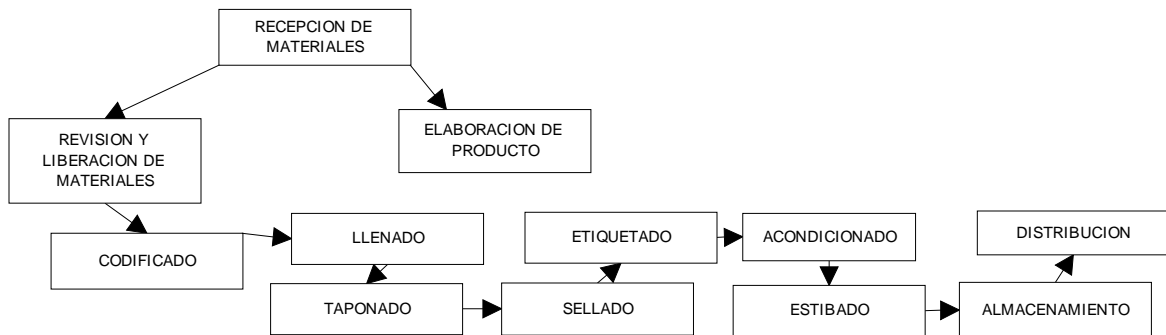 RECEPCION DE
MATERIALES
REVISION Y
LIBERACION DE
MATERIALES
ELABORACION DE
PRODUCTO
CODIFICADO
LLENADO
TAPONADO
SELLADO
ETIQUETADO
ACONDICIONADO
ESTIBADO
ALMACENAMIENTO
DISTRIBUCION